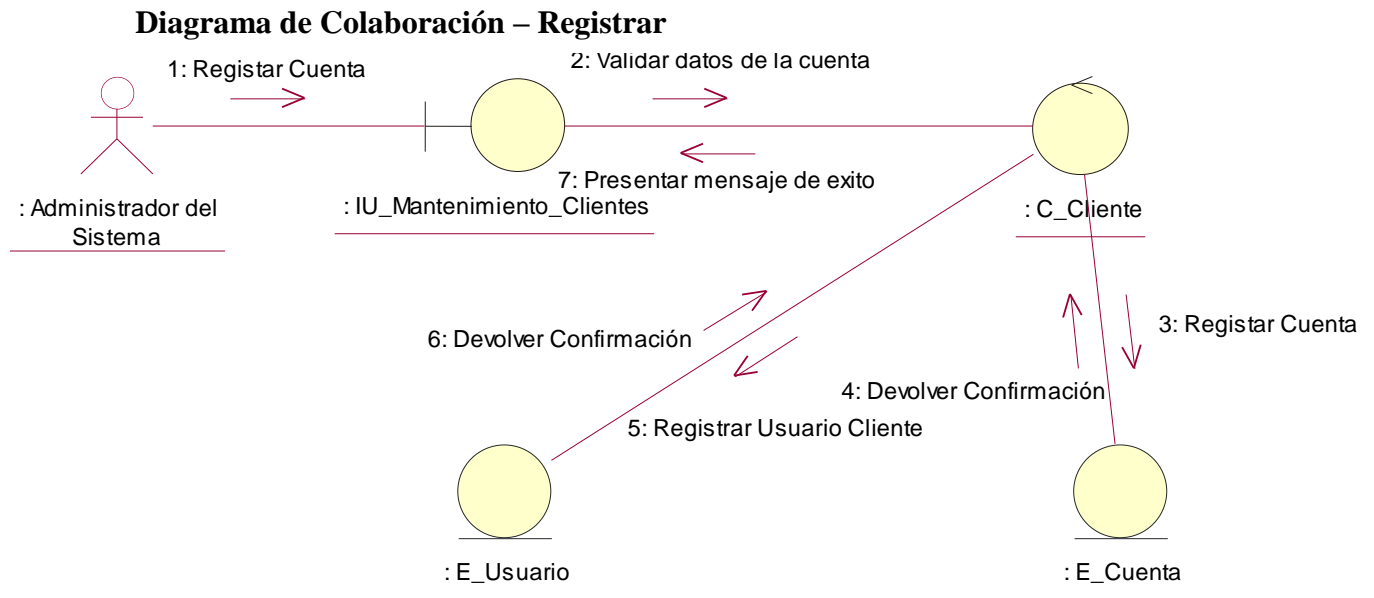 Diagrama de Colaboración – Registrar
1: Registar Cuenta
2: Validar datos de la cuenta
7: Presentar mensaje de exito
: Administrador del
Sistema
: IU_Mantenimiento_Clientes
: C_Cliente
6: Devolver Confirmación
3: Registar Cuenta
4: Devolver Confirmación
5: Registrar Usuario Cliente
: E_Usuario
: E_Cuenta